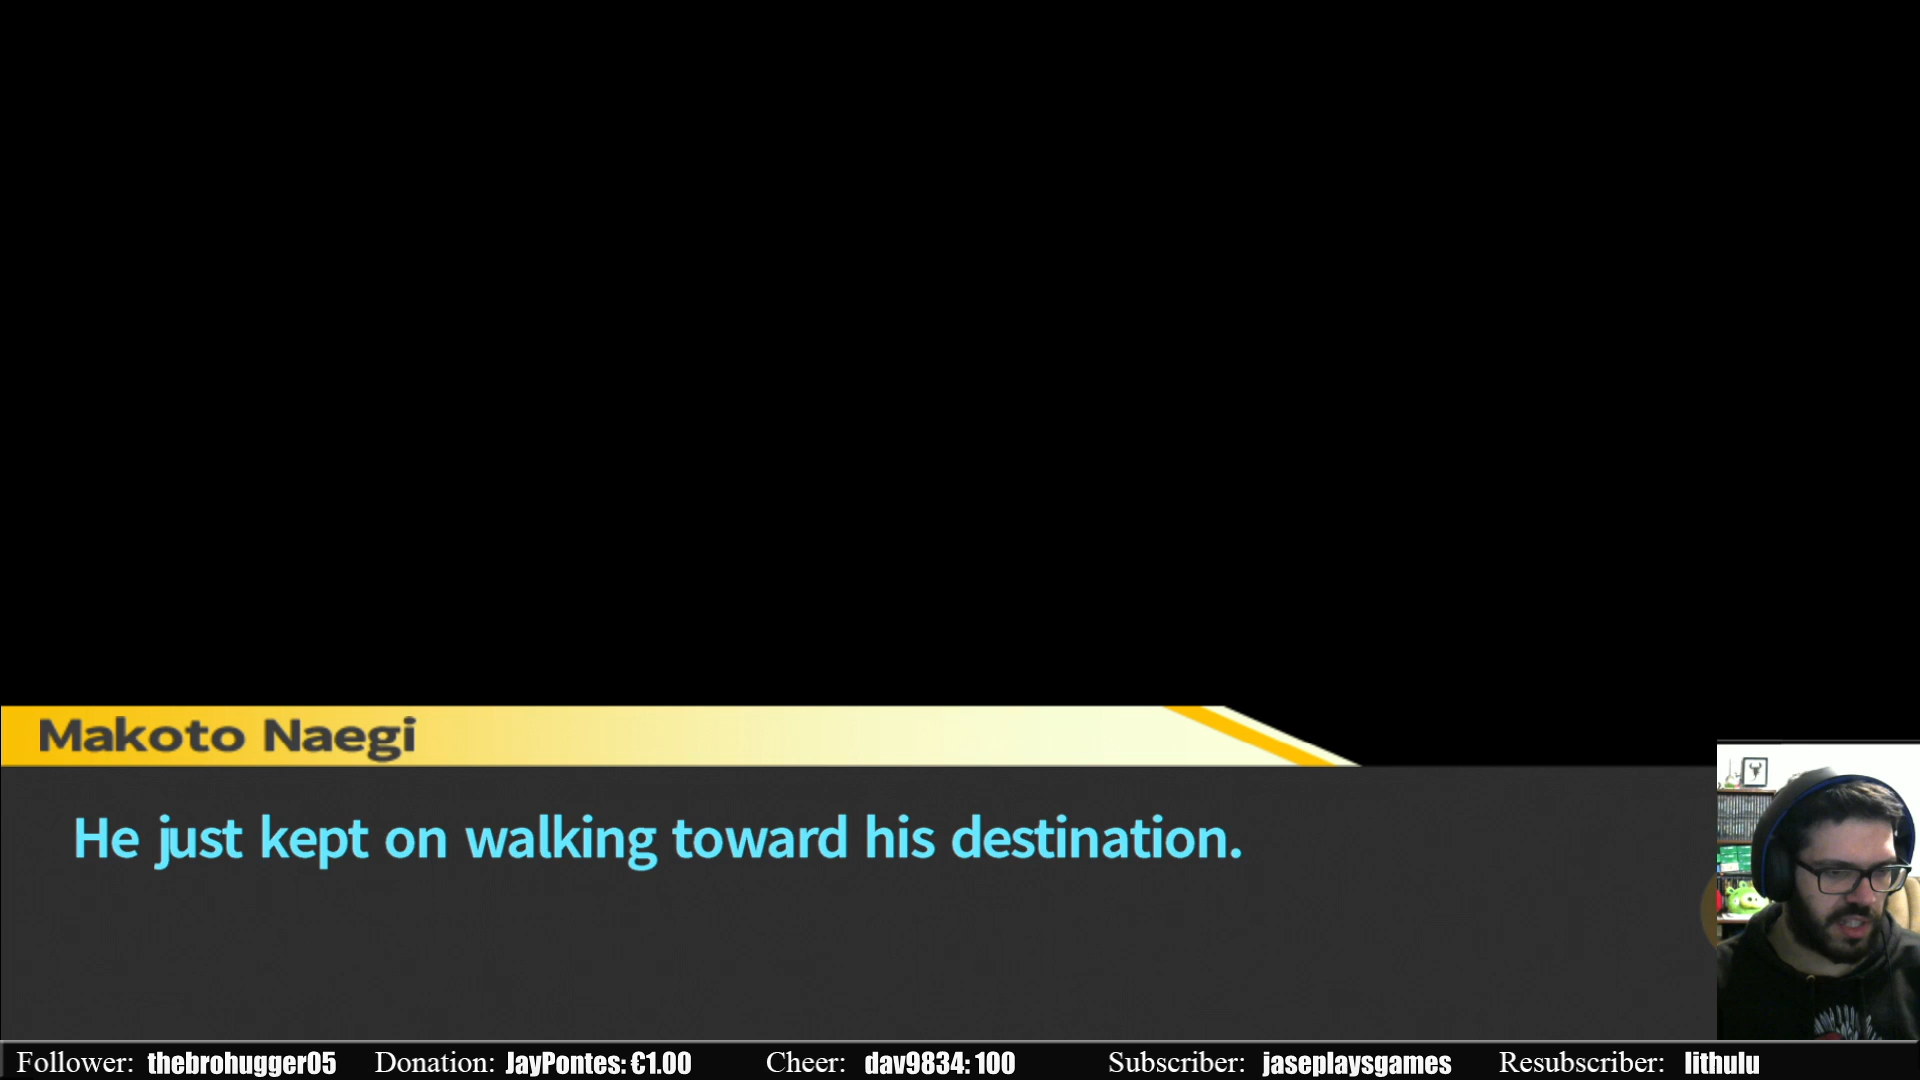 Makoto Naegi
He just kept on walking toward his destination.
Follower: thebrohugger05 Donation: JayPontes: €1.00 Cheer: dav9834: 100 Subscriber: jaseplaysgames Resubscriber: lithulu